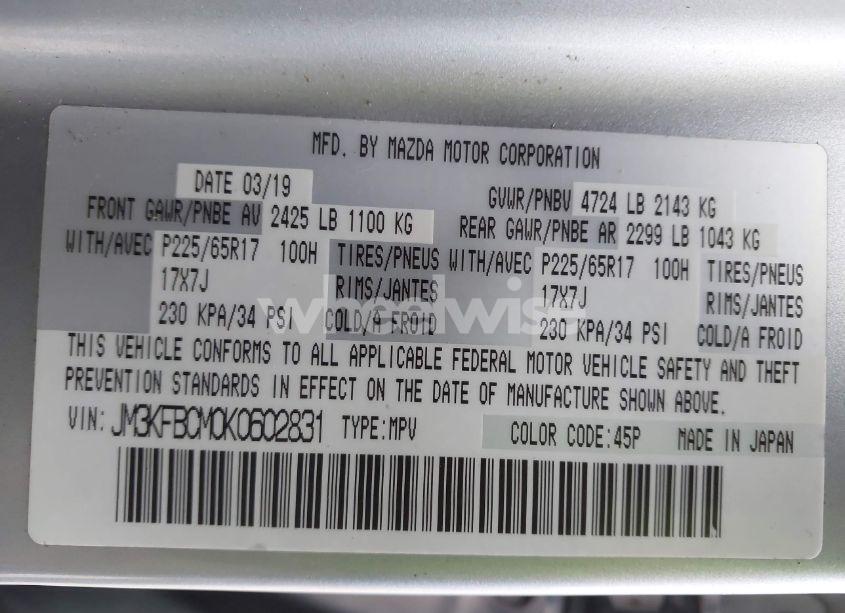 MFD. BY MAZDA MOTOR CORPORATION
DATE 03/19 GVWR/PNBV 4724 LB 2143 KG
FRONT GAWR/PNBE AV 2425 LB 1100 KG REAR GAWR/PNBE AR 2299 LB 1043 KG
WITH/AVEC P225/65R17 100H TIRES/PNEUS WITH/AVEC P225/65R17 100H TIRES/PNEUS
17X7J RIMS/JANTES 17X7J RIMS/JANTES
wheelwise
230 KPA/34 PSI COLD/A FROID 230 KPA/34 PSI COLD/A FROID
THIS VEHICLE CONFORMS TO ALL APPLICABLE FEDERAL MOTOR VEHICLE SAFETY AND THEFT
PREVENTION STANDARDS IN EFFECT ON THE DATE OF MANUFACTURE SHOWN ABOVE.
VIN: JM3KFBCM0K0602831 TYPE:MPV COLOR CODE:45P MADE IN JAPAN